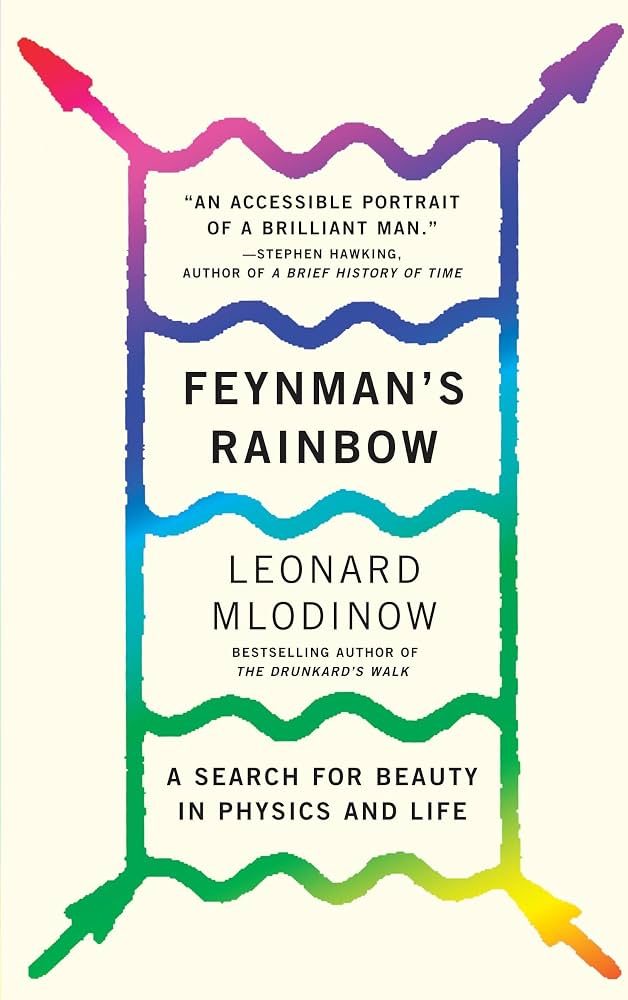 “AN ACCESSIBLE PORTRAIT
OF A BRILLIANT MAN.”
—STEPHEN HAWKING,
AUTHOR OF A BRIEF HISTORY OF TIME
FEYNMAN’S
RAINBOW
LEONARD
MLODINOW
BESTSELLING AUTHOR OF
THE DRUNKARD’S WALK
A SEARCH FOR BEAUTY
IN PHYSICS AND LIFE